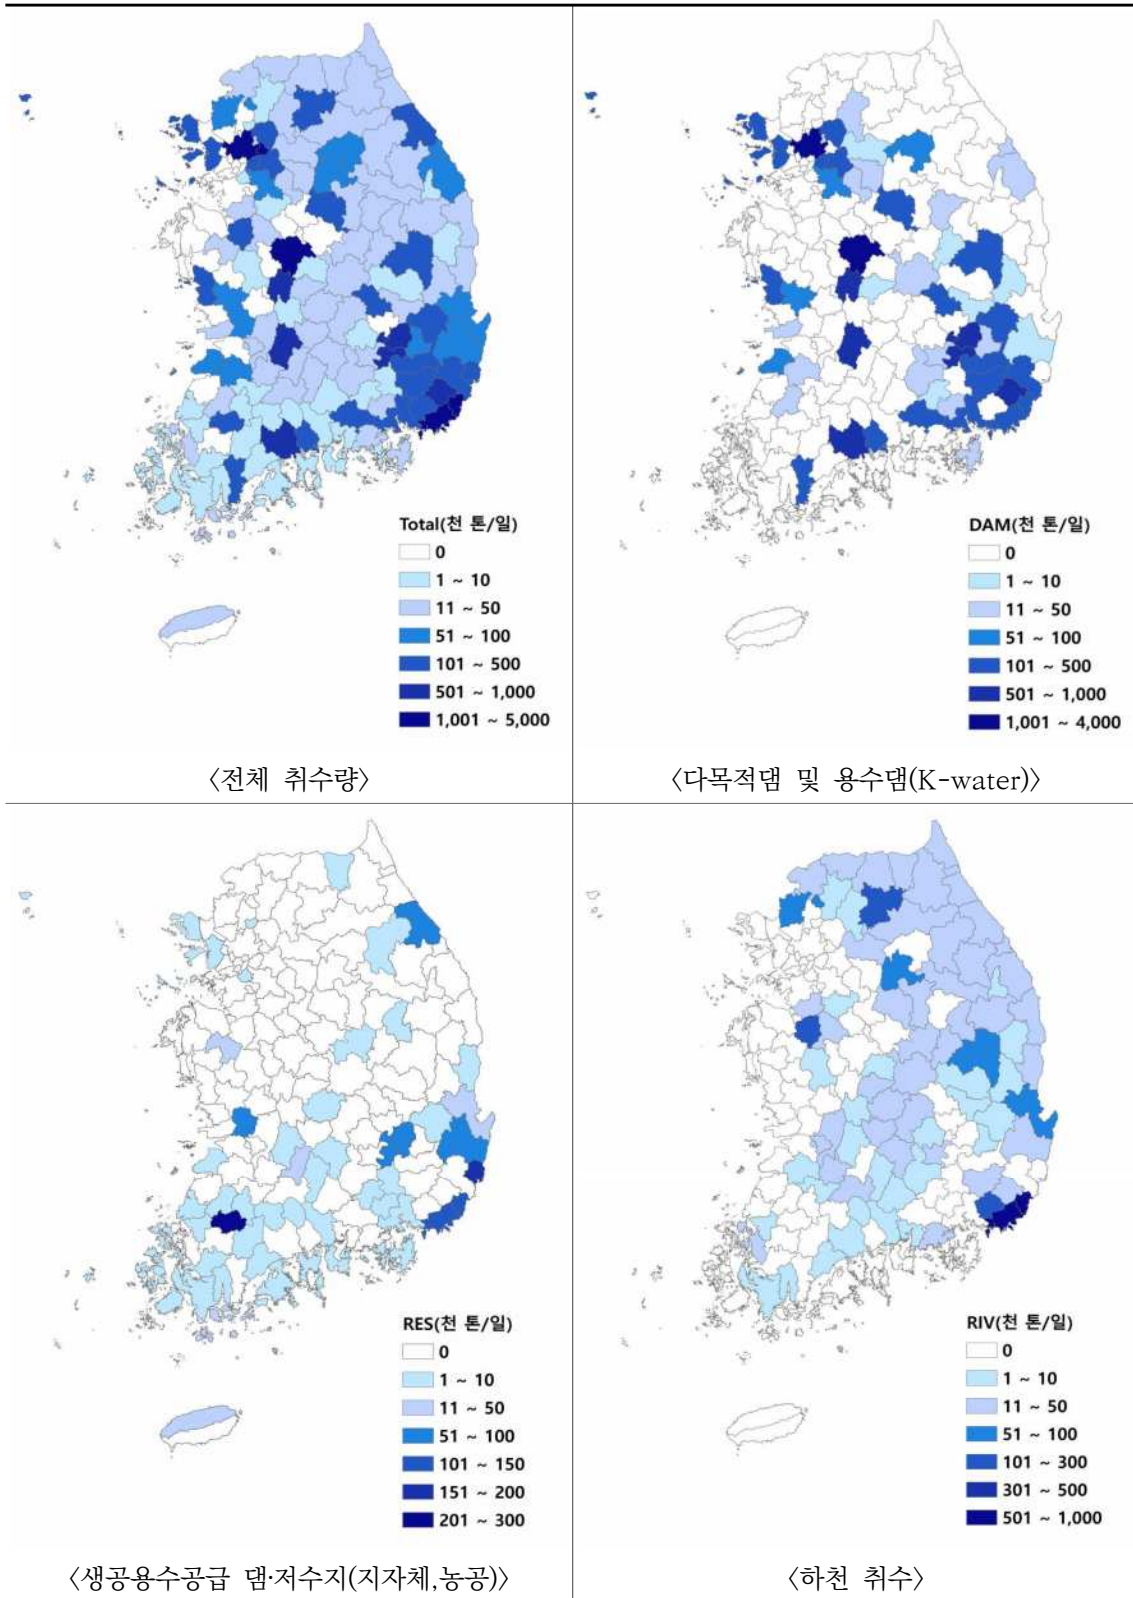 Total(천 톤/일)
0
1 ~ 10
11 ~ 50
51 ~ 100
101 ~ 500
501 ~ 1,000
1,001 ~ 5,000
〈전체 취수량〉
DAM(천 톤/일)
0
1 ~ 10
11 ~ 50
51 ~ 100
101 ~ 500
501 ~ 1,000
1,001 ~ 4,000
〈다목적댐 및 용수댐(K-water)〉
RES(천 톤/일)
0
1 ~ 10
11 ~ 50
51 ~ 100
101 ~ 150
151 ~ 200
201 ~ 300
〈생공용수공급 댐·저수지(지자체,농공)〉
RIV(천 톤/일)
0
1 ~ 10
11 ~ 50
51 ~ 100
101 ~ 300
301 ~ 500
501 ~ 1,000
〈하천 취수〉